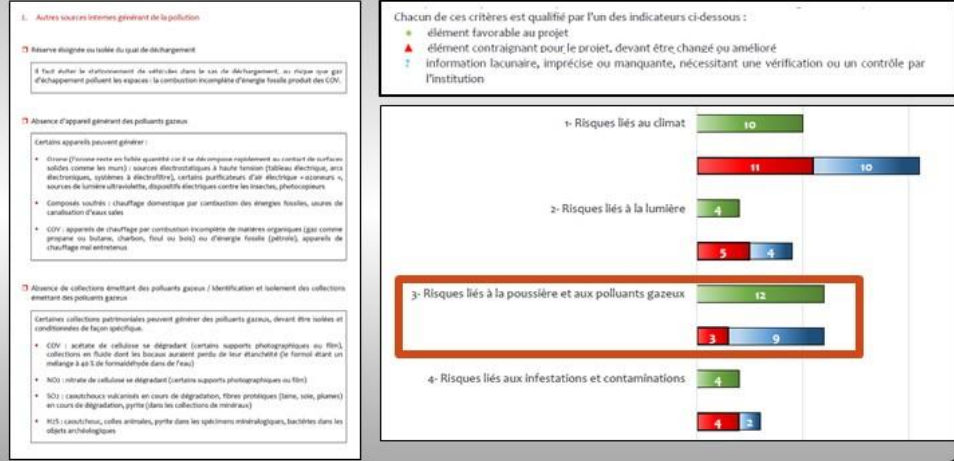 1. Autres sources internes générant de la pollution
❒ Réserve éloignée ou isolée du quai de déchargement
Il faut éviter le stationnement de véhicules dans le sas de déchargement, au risque que gaz
d'échappement polluent les espaces : la combustion incomplète d'énergie fossile produit des COV.
❒ Absence d'appareil générant des polluants gazeux
Certains appareils peuvent générer :
• Ozone (l'ozone reste en faible quantité car il se décompose rapidement au contact de surfaces
solides comme les murs) : sources électrostatiques à haute tension (tableau électrique, arcs
électroniques, systèmes à électrofiltre), certains purificateurs d'air électrique « ozoneurs »,
sources de lumière ultraviolette, dispositifs électriques contre les insectes, photocopieurs
• Composés soufrés : chauffage domestique par combustion des énergies fossiles, usures de
canalisation d'eaux sales
• COV : appareils de chauffage par combustion incomplète de matières organiques (gaz comme
propane ou butane, charbon, fioul ou bois) ou d'énergie fossile (pétrole), appareils de
chauffage mal entretenus
❒ Absence de collections émettant des polluants gazeux / Identification et isolement des collections
émettant des polluants gazeux
Certaines collections patrimoniales peuvent générer des polluants gazeux, devant être isolées et
conditionnées de façon spécifique.
• COV : acétate de cellulose se dégradant (certains supports photographiques ou film),
collections en fluide dont les bocaux auraient perdu de leur étanchéité (le formol étant un
mélange à 40 % de formaldéhyde dans de l'eau)
• NO2 : nitrate de cellulose se dégradant (certains supports photographiques ou film)
• SO2 : caoutchoucs vulcanisés en cours de dégradation, fibres protéiques (laine, soie, plumes)
en cours de dégradation, pyrite (dans les collections de minéraux)
• H2S : caoutchouc, colles animales, pyrite dans les spécimens minéralogiques, bactéries dans les
objets archéologiques
Chacun de ces critères est qualifié par l'un des indicateurs ci-dessous :
● élément favorable au projet
▲ élément contraignant pour le projet, devant être changé ou amélioré
? information lacunaire, imprécise ou manquante, nécessitant une vérification ou un contrôle par
l'institution
1- Risques liés au climat 10
11 10
2- Risques liés à la lumière 4
5 4
3- Risques liés à la poussière et aux polluants gazeux 12
3 9
4- Risques liés aux infestations et contaminations 4
4 2